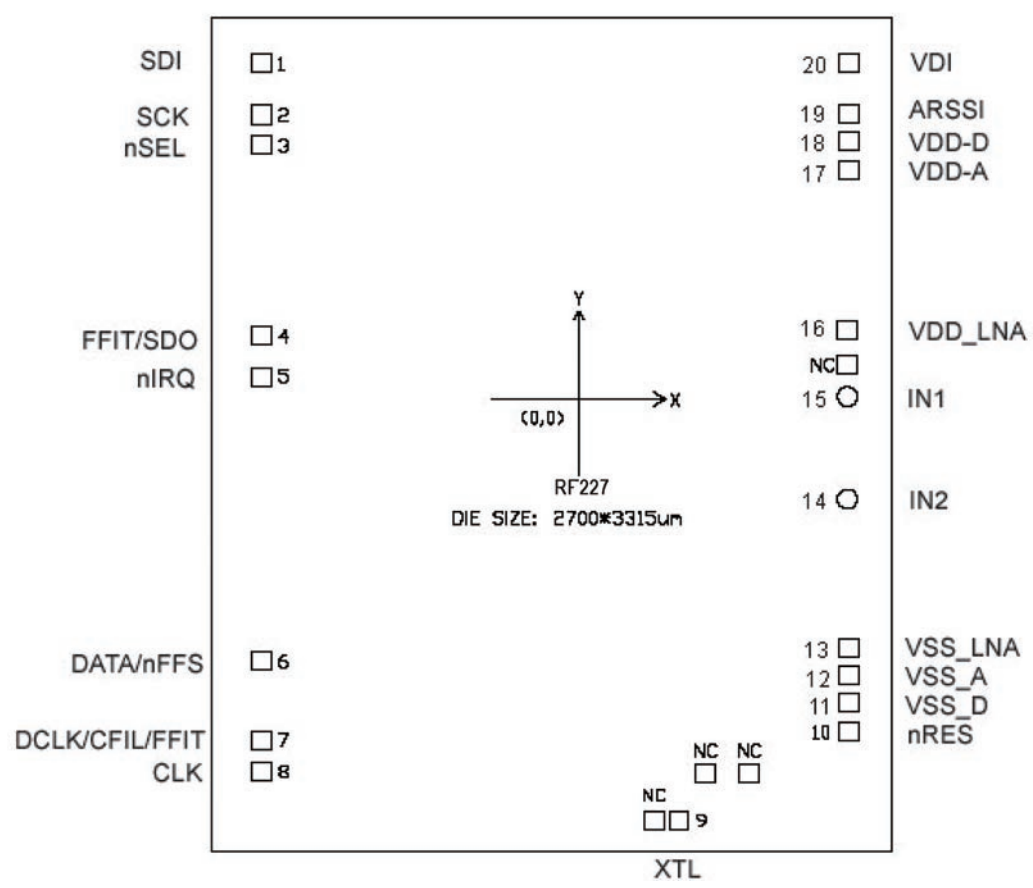 SDI 1 20 VDI
SCK 2 19 ARSSI
nSEL 3 18 VDD-D
17 VDD-A
Y
FFIT/SDO 4 16 VDD_LNA
nIRQ 5 NC
X
15 IN1
(0,0)
RF227
14 IN2
DIE SIZE: 2700*3315um
DATA/nFFS 6 13 VSS_LNA
12 VSS_A
11 VSS_D
DCLK/CFIL/FFIT 7 10 nRES
CLK 8 NC NC
NC
9
XTL